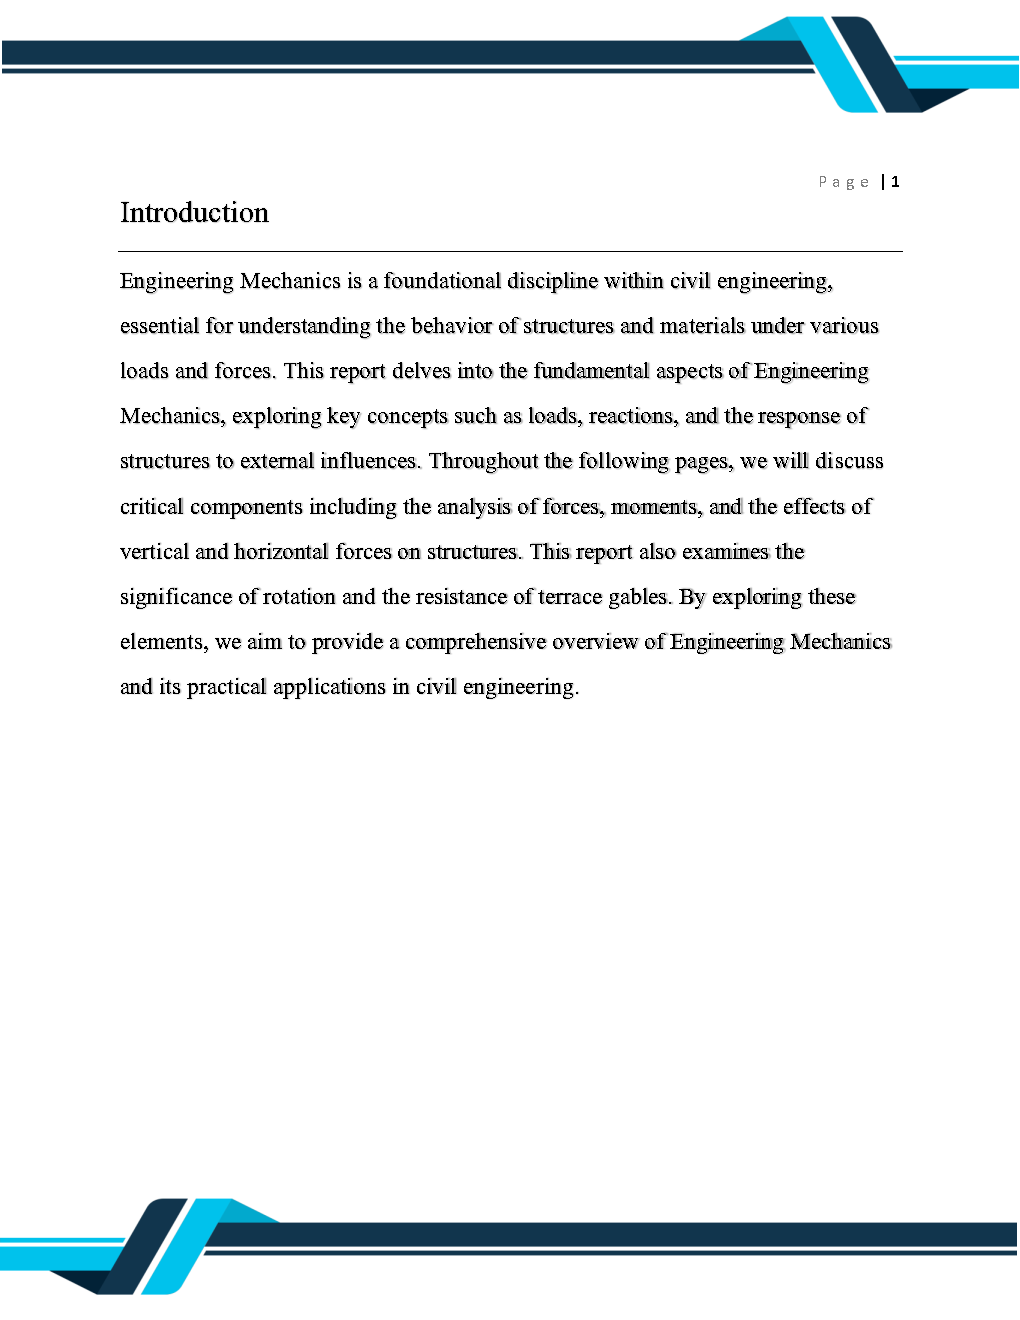 Page | 1
Introduction
Engineering Mechanics is a foundational discipline within civil engineering,
essential for understanding the behavior of structures and materials under various
loads and forces. This report delves into the fundamental aspects of Engineering
Mechanics, exploring key concepts such as loads, reactions, and the response of
structures to external influences. Throughout the following pages, we will discuss
critical components including the analysis of forces, moments, and the effects of
vertical and horizontal forces on structures. This report also examines the
significance of rotation and the resistance of terrace gables. By exploring these
elements, we aim to provide a comprehensive overview of Engineering Mechanics
and its practical applications in civil engineering.